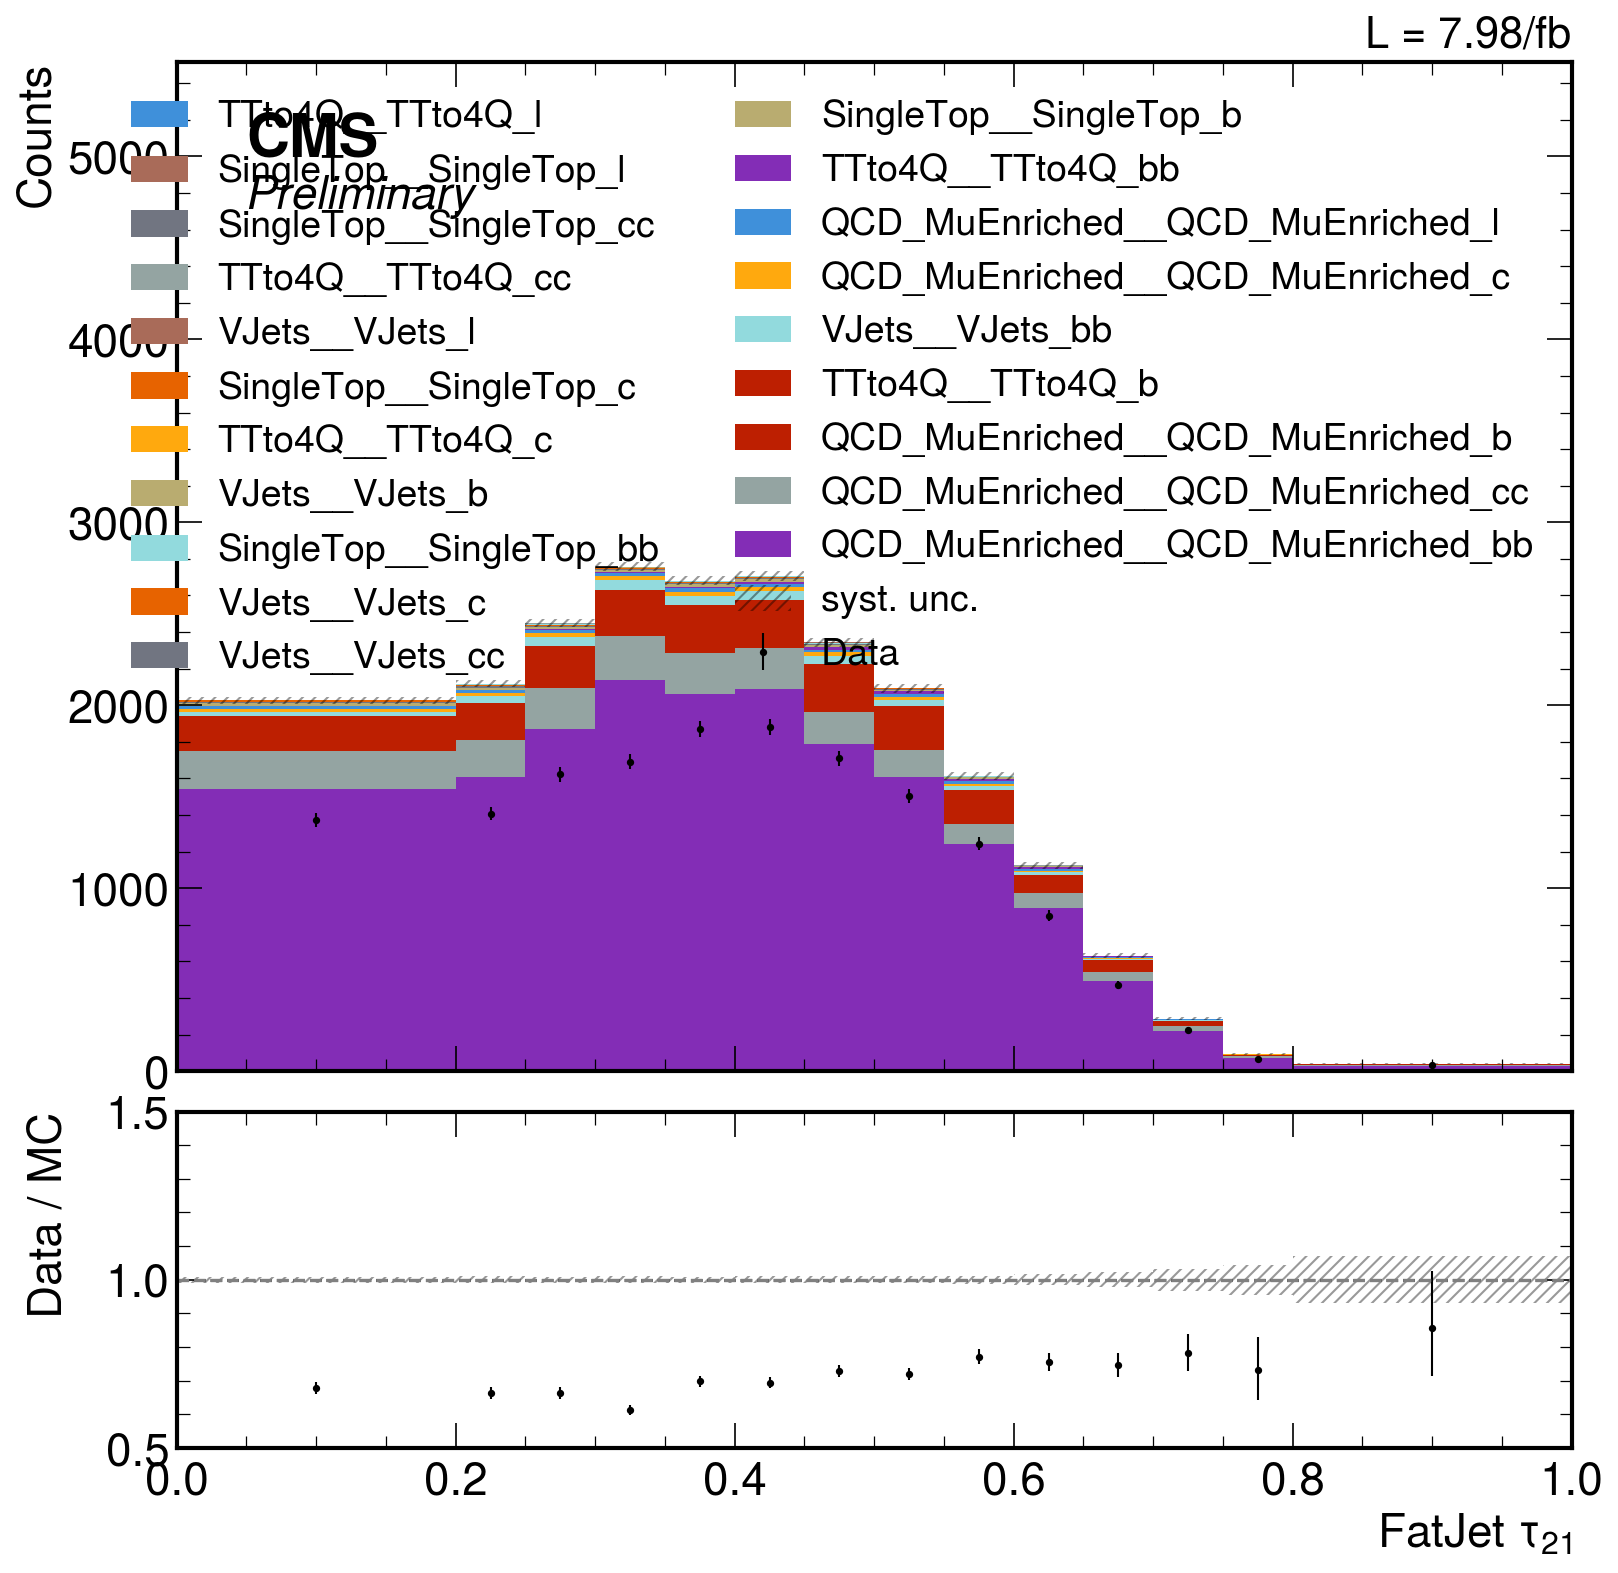 L = 7.98/fb
Counts
CMS
Preliminary
TTto4Q__TTto4Q_l
SingleTop__SingleTop_l
SingleTop__SingleTop_cc
TTto4Q__TTto4Q_cc
VJets__VJets_l
SingleTop__SingleTop_c
TTto4Q__TTto4Q_c
VJets__VJets_b
SingleTop__SingleTop_bb
VJets__VJets_c
VJets__VJets_cc
SingleTop__SingleTop_b
TTto4Q__TTto4Q_bb
QCD_MuEnriched__QCD_MuEnriched_l
QCD_MuEnriched__QCD_MuEnriched_c
VJets__VJets_bb
TTto4Q__TTto4Q_b
QCD_MuEnriched__QCD_MuEnriched_b
QCD_MuEnriched__QCD_MuEnriched_cc
QCD_MuEnriched__QCD_MuEnriched_bb
syst. unc.
Data
5000
4000
3000
2000
1000
0
Data / MC
1.5
1.0
0.5
0.0 0.2 0.4 0.6 0.8 1.0
FatJet τ21